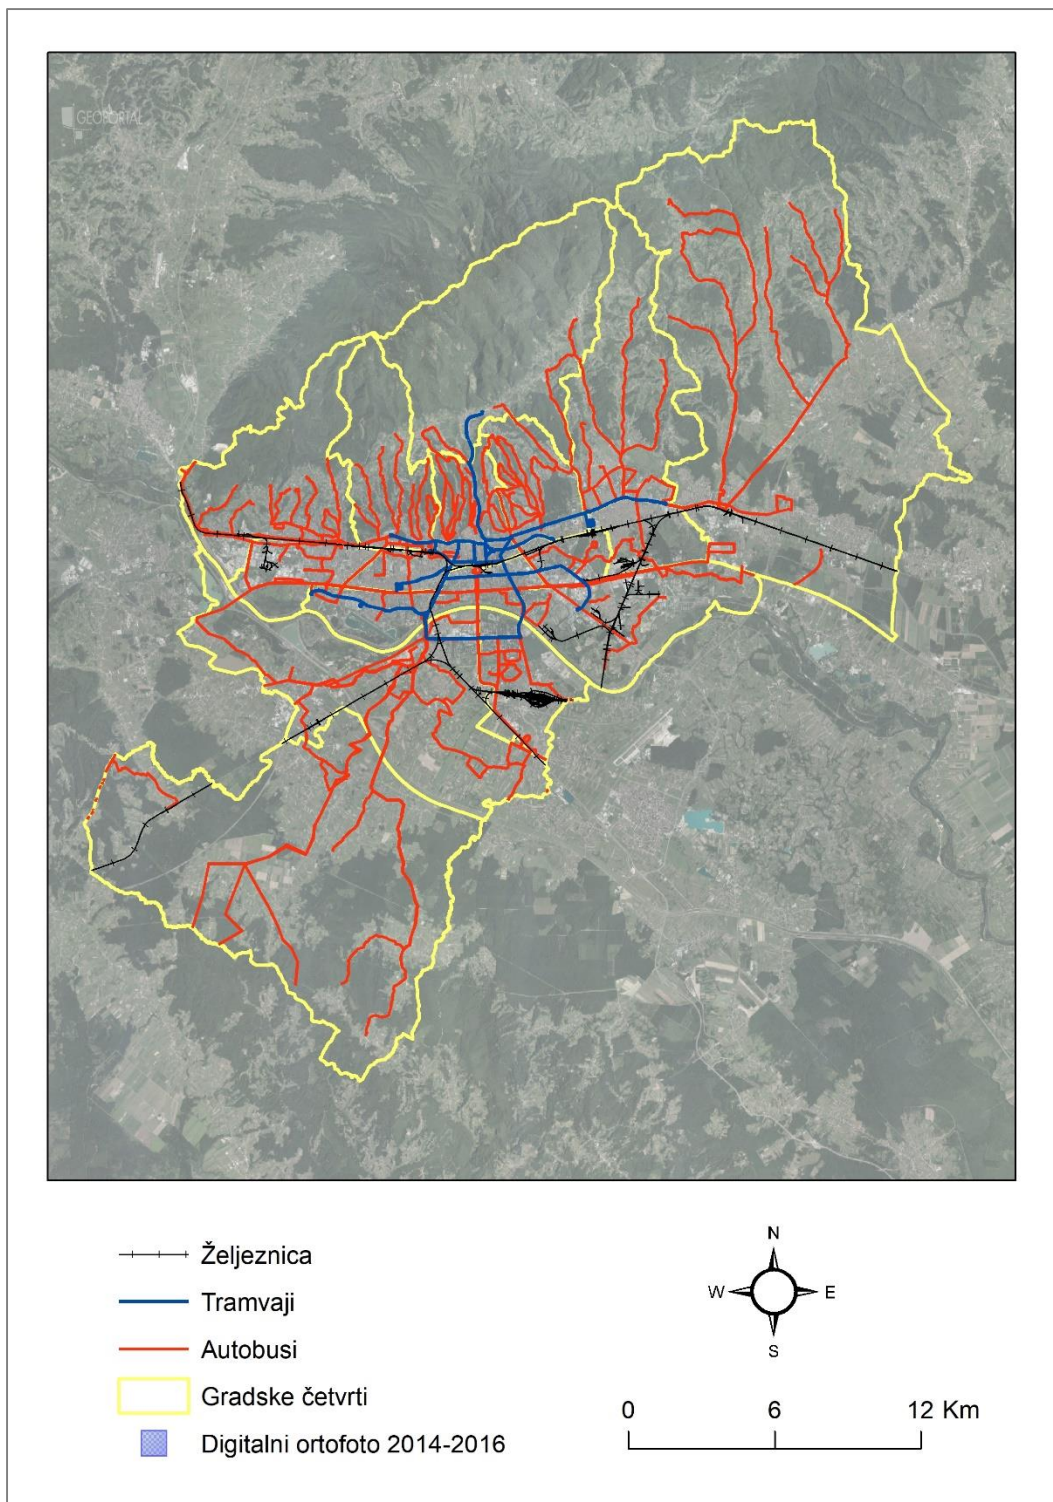 GEOPORTAL
Željeznica
Tramvaji
Autobusi
Gradske četvrti
Digitalni ortofoto 2014-2016
N
W E
S
0 6 12 Km